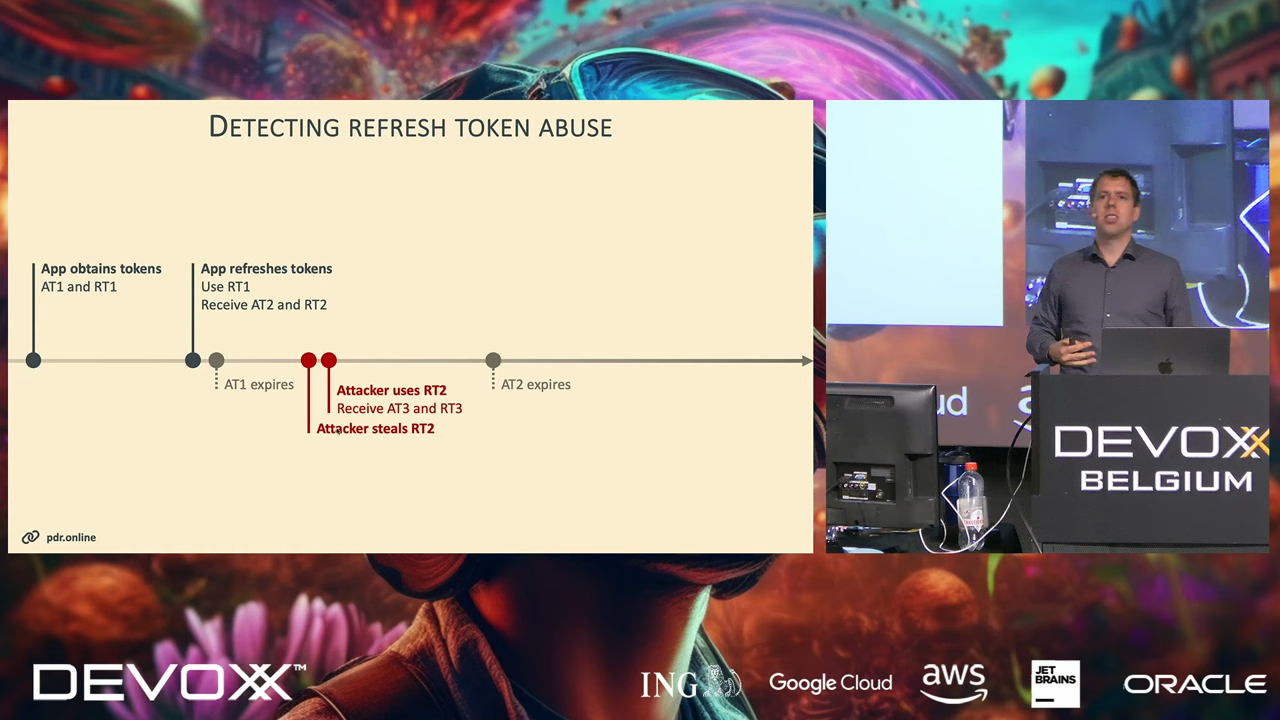 DETECTING REFRESH TOKEN ABUSE
App obtains tokens
AT1 and RT1
App refreshes tokens
Use RT1
Receive AT2 and RT2
AT1 expires
AT2 expires
Attacker uses RT2
Receive AT3 and RT3
Attacker steals RT2
pdr.online
ud
DEVOXX
BELGIUM
DEVOXX™
ING
Google Cloud
aws
JET
BRAINS
ORACLE